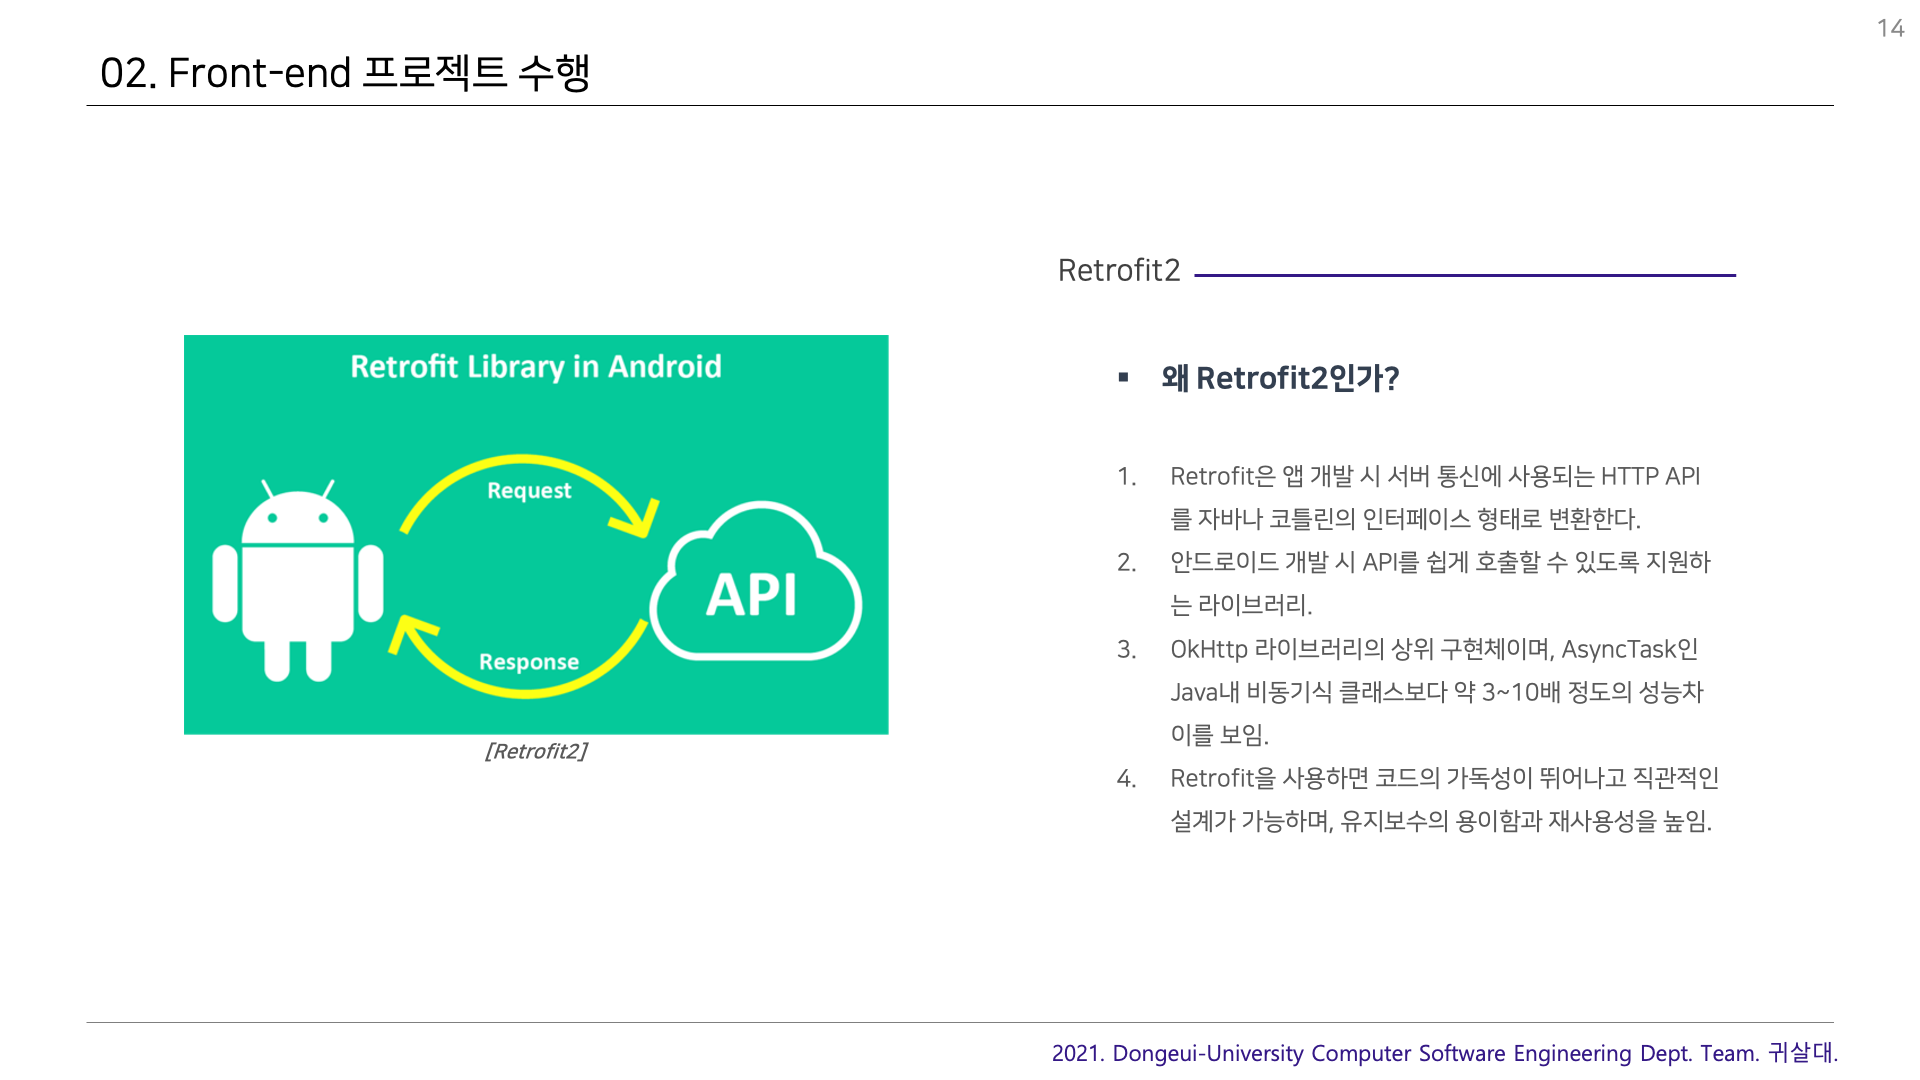 14
02. Front-end 프로젝트 수행
Retrofit Library in Android
Request
API
Response
[Retrofit2]
Retrofit2
▪ 왜 Retrofit2인가?
1. Retrofit은 앱 개발 시 서버 통신에 사용되는 HTTP API
를 자바나 코틀린의 인터페이스 형태로 변환한다.
2. 안드로이드 개발 시 API를 쉽게 호출할 수 있도록 지원하
는 라이브러리.
3. OkHttp 라이브러리의 상위 구현체이며, AsyncTask인
Java내 비동기식 클래스보다 약 3~10배 정도의 성능차
이를 보임.
4. Retrofit을 사용하면 코드의 가독성이 뛰어나고 직관적인
설계가 가능하며, 유지보수의 용이함과 재사용성을 높임.
2021. Dongeui-University Computer Software Engineering Dept. Team. 귀살대.